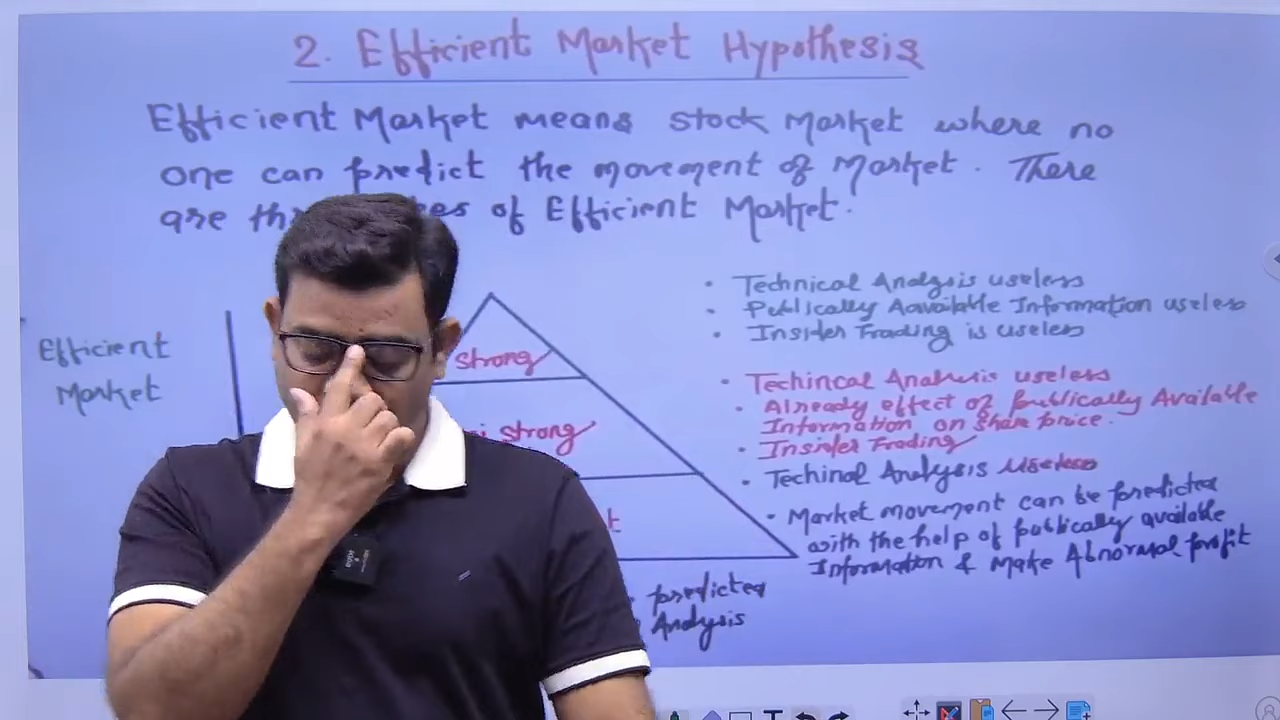 2. Efficient Market Hypothesis
Efficient Market means stock Market where no
one can predict the movement of Market. There
are of Efficient Market.
Efficient
Market
strong
strong
• Technical Analysis useless
• Publically Aavailable Information useless
• Insider Trading is useless
• Techincal Analysis useless
• Already effect of publically Available
Information on share price.
• Insider Trading
• Techinal Analysis useless
• Market movement can be predicted
with the help of publically available
Information & Make Abnormal profit
predicted
Analysis